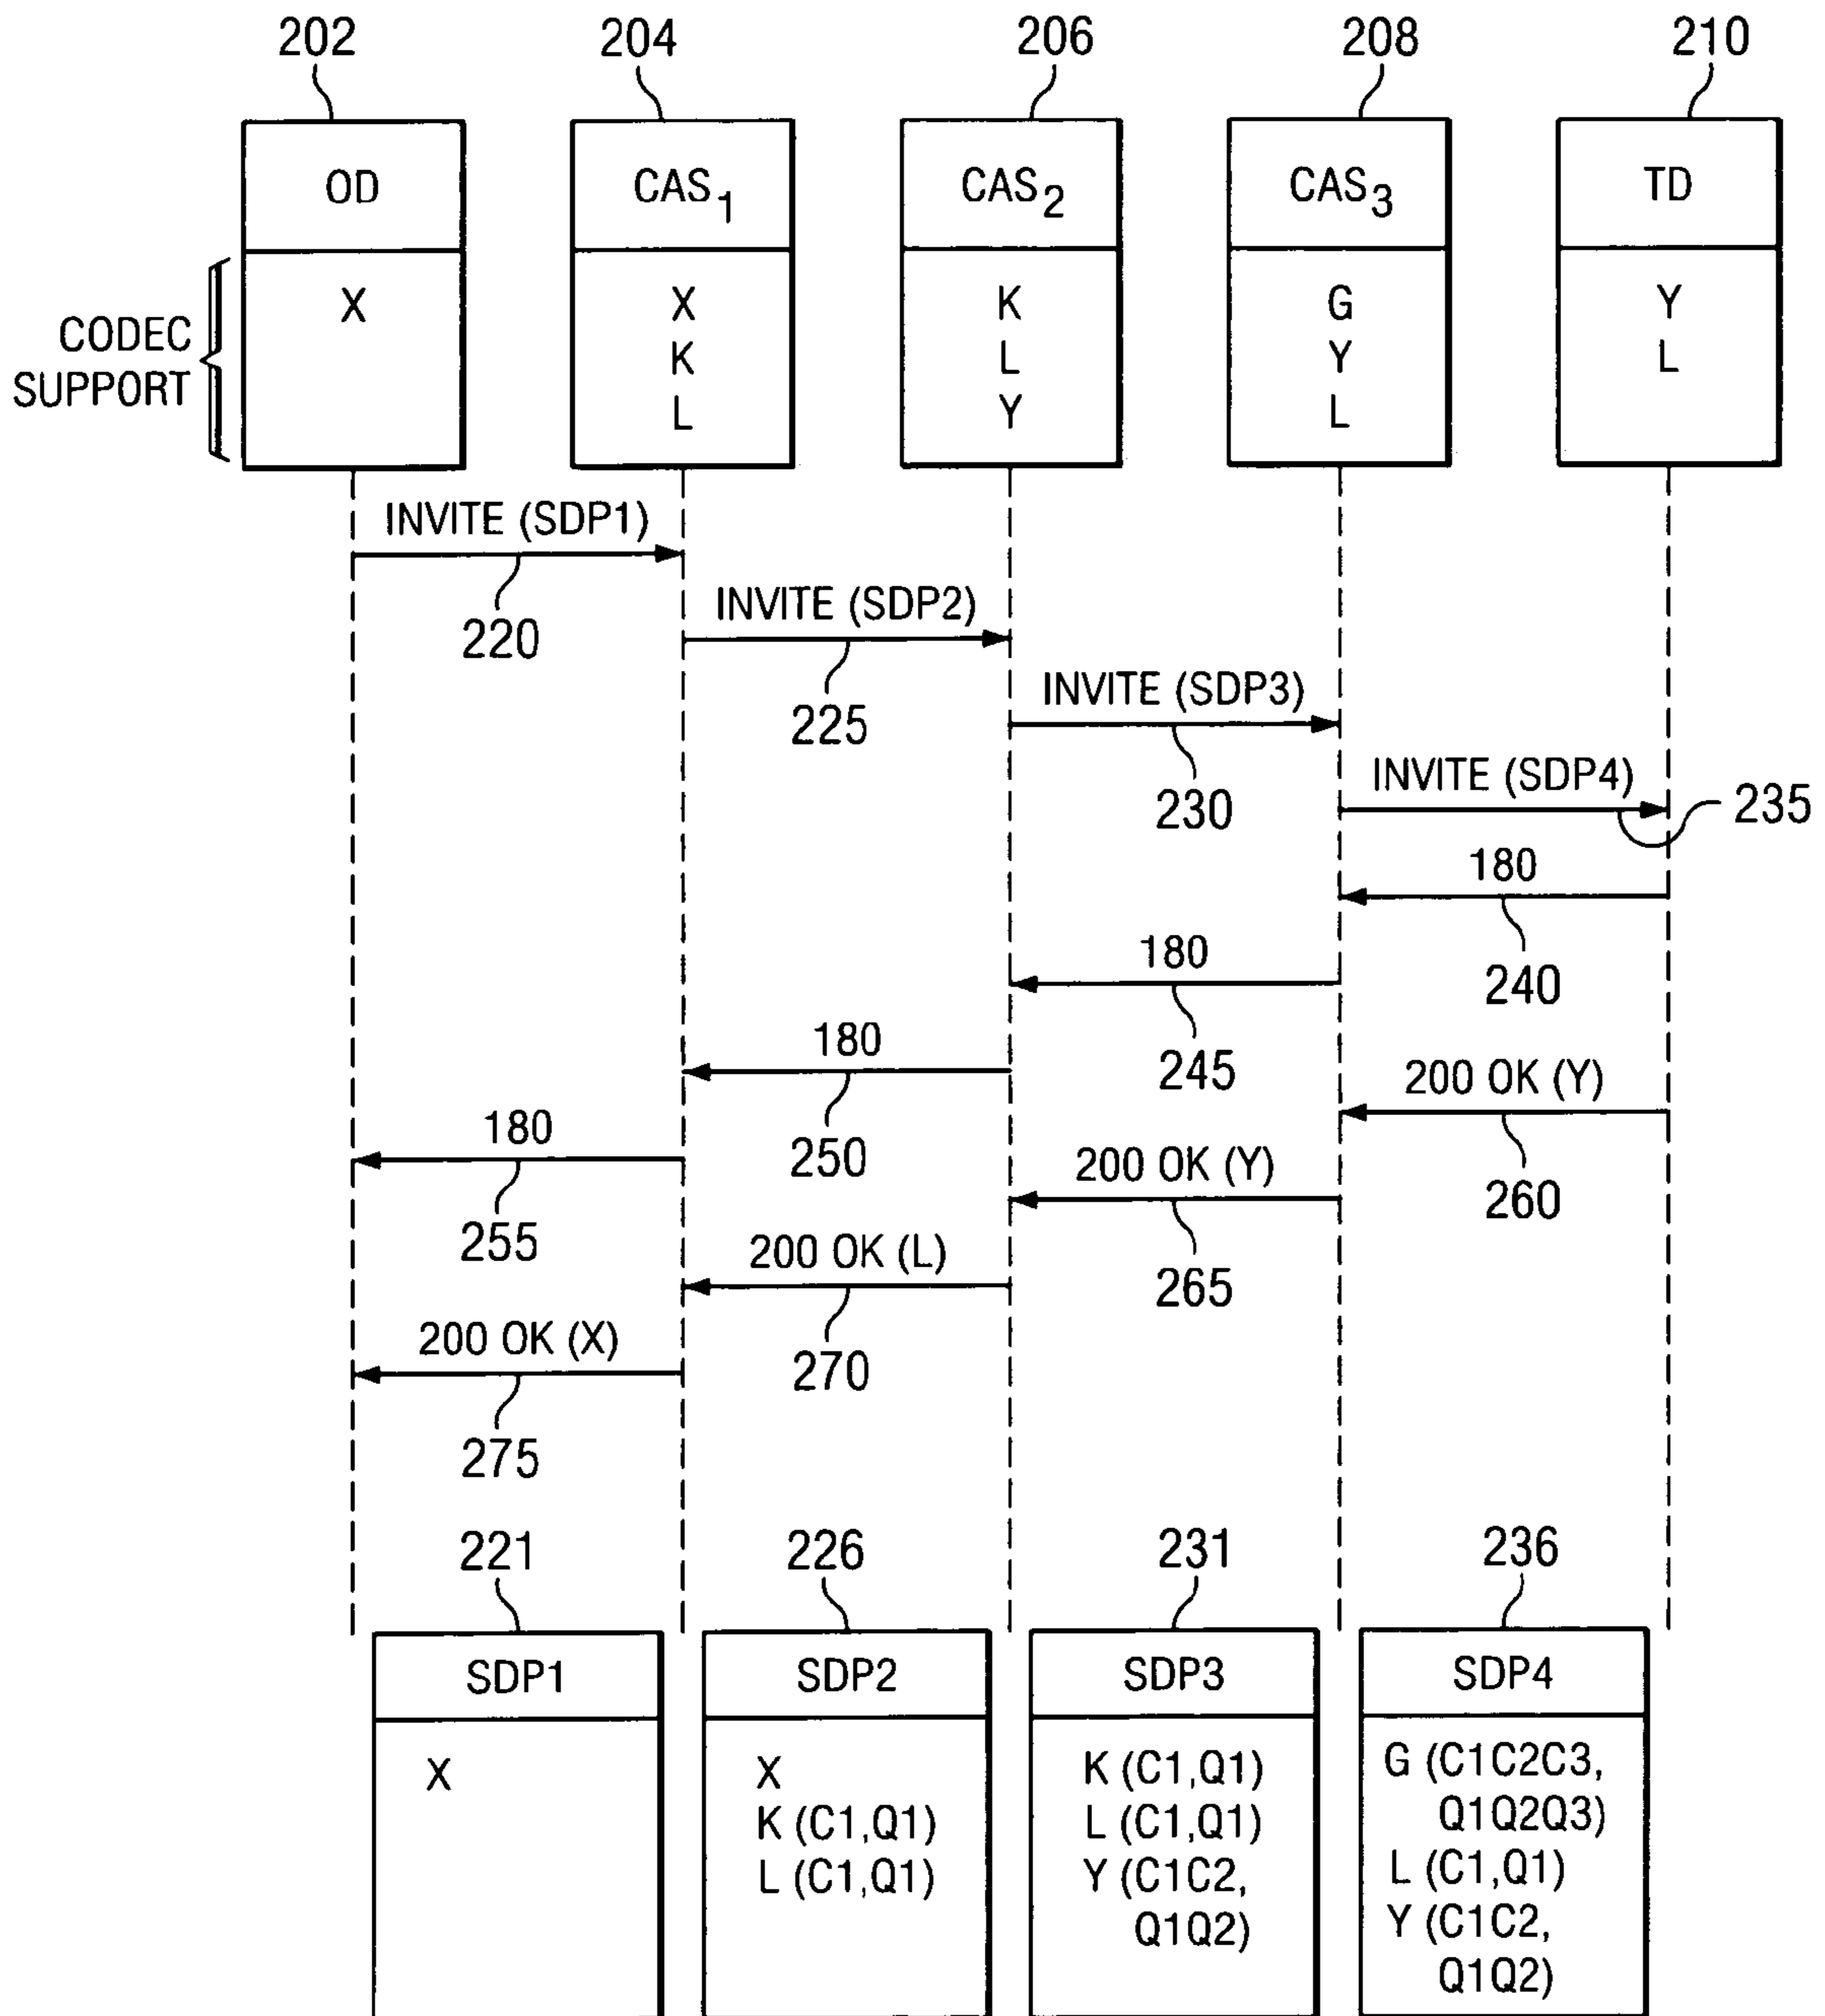 202 204 206 208 210
OD CAS1 CAS2 CAS3 TD
CODEC
SUPPORT
X X K G Y
K L Y L
L Y L
INVITE (SDP1)
220
INVITE (SDP2)
225
INVITE (SDP3)
230
INVITE (SDP4)
235
180
240
180
245
180
250
200 OK (Y)
260
180
255
200 OK (Y)
265
200 OK (L)
270
200 OK (X)
275
221 226 231 236
SDP1 SDP2 SDP3 SDP4
X
X
K (C1,Q1)
L (C1,Q1)
K (C1,Q1)
L (C1,Q1)
Y (C1C2,
Q1Q2)
G (C1C2C3,
Q1Q2Q3)
L (C1,Q1)
Y (C1C2,
Q1Q2)